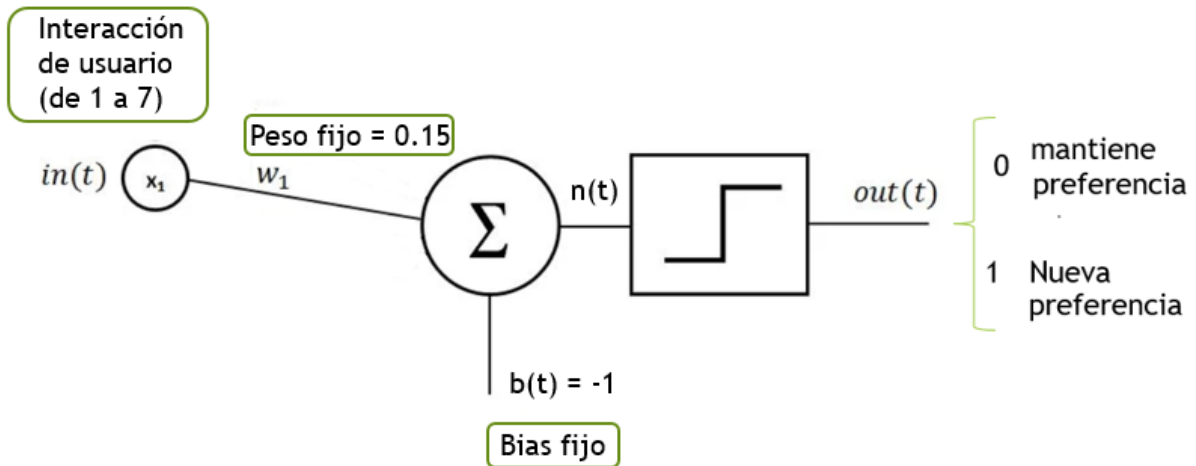 Interacción
de usuario
(de 1 a 7)
Peso fijo = 0.15
in(t)
x₁
w₁
Σ
n(t)
out(t)
0 mantiene
preferencia
1 Nueva
preferencia
b(t) = -1
Bias fijo